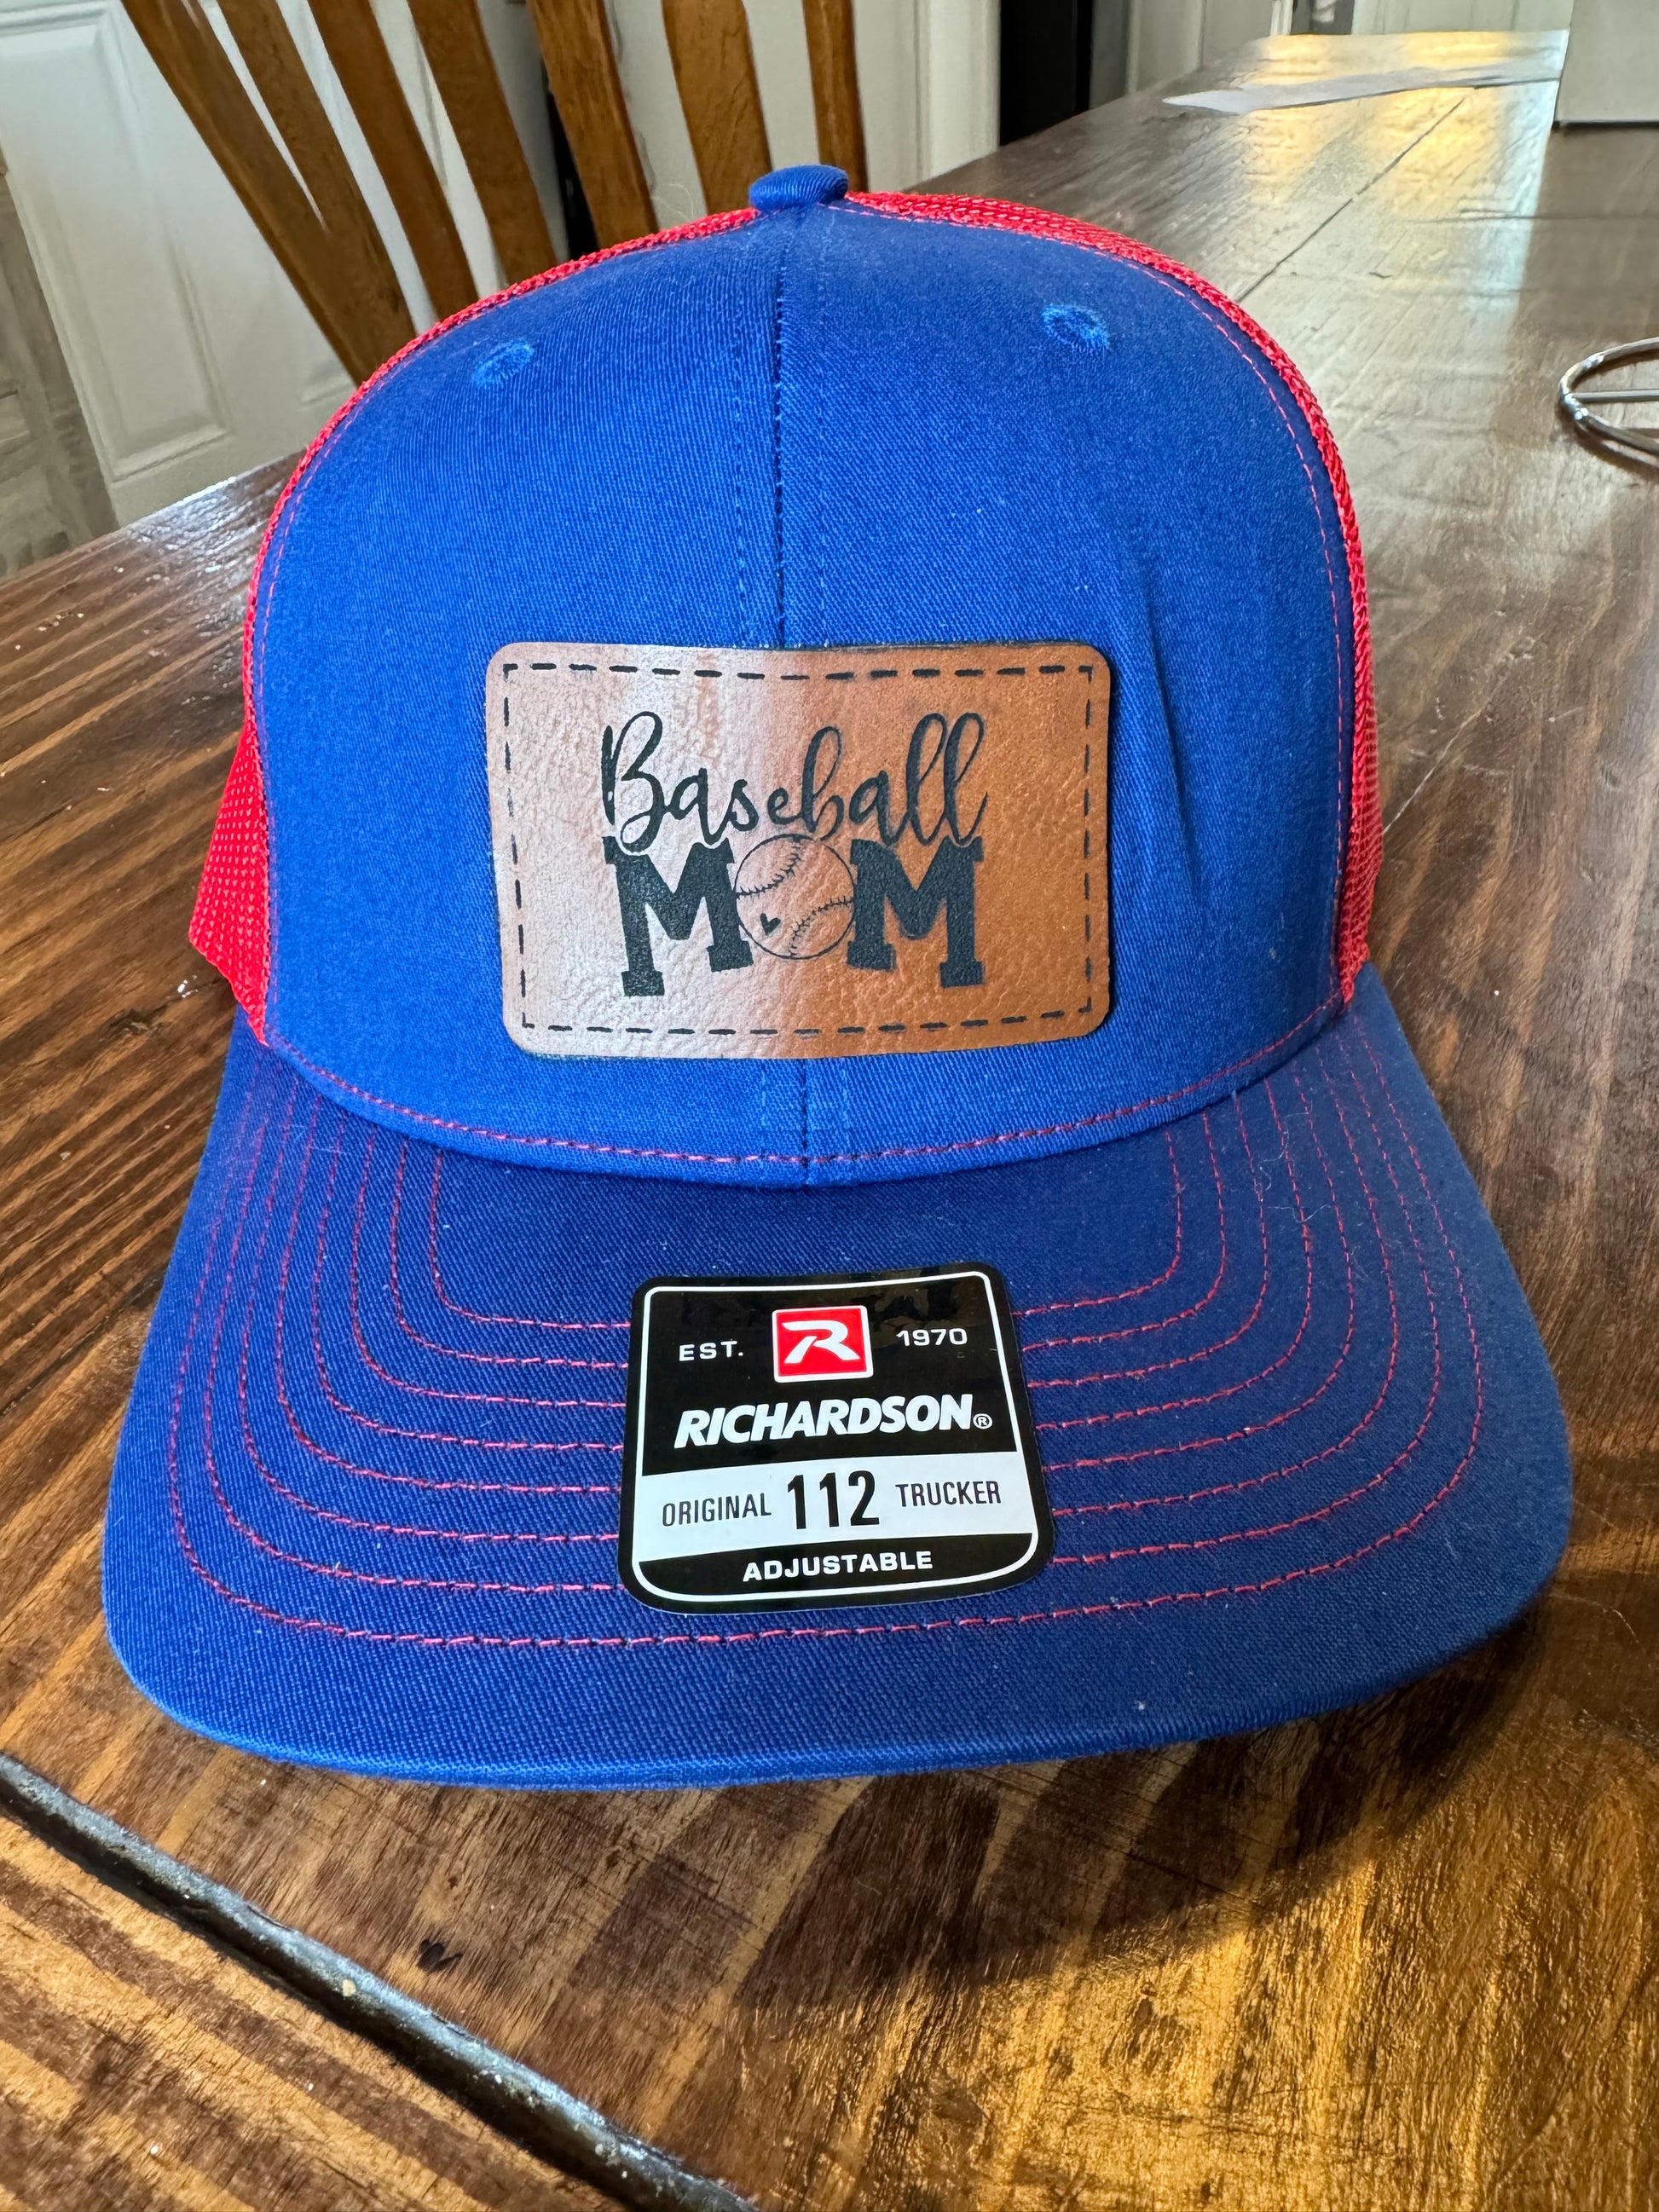 Baseball
MOM
EST. R 1970
RICHARDSON®
ORIGINAL 112 TRUCKER
ADJUSTABLE